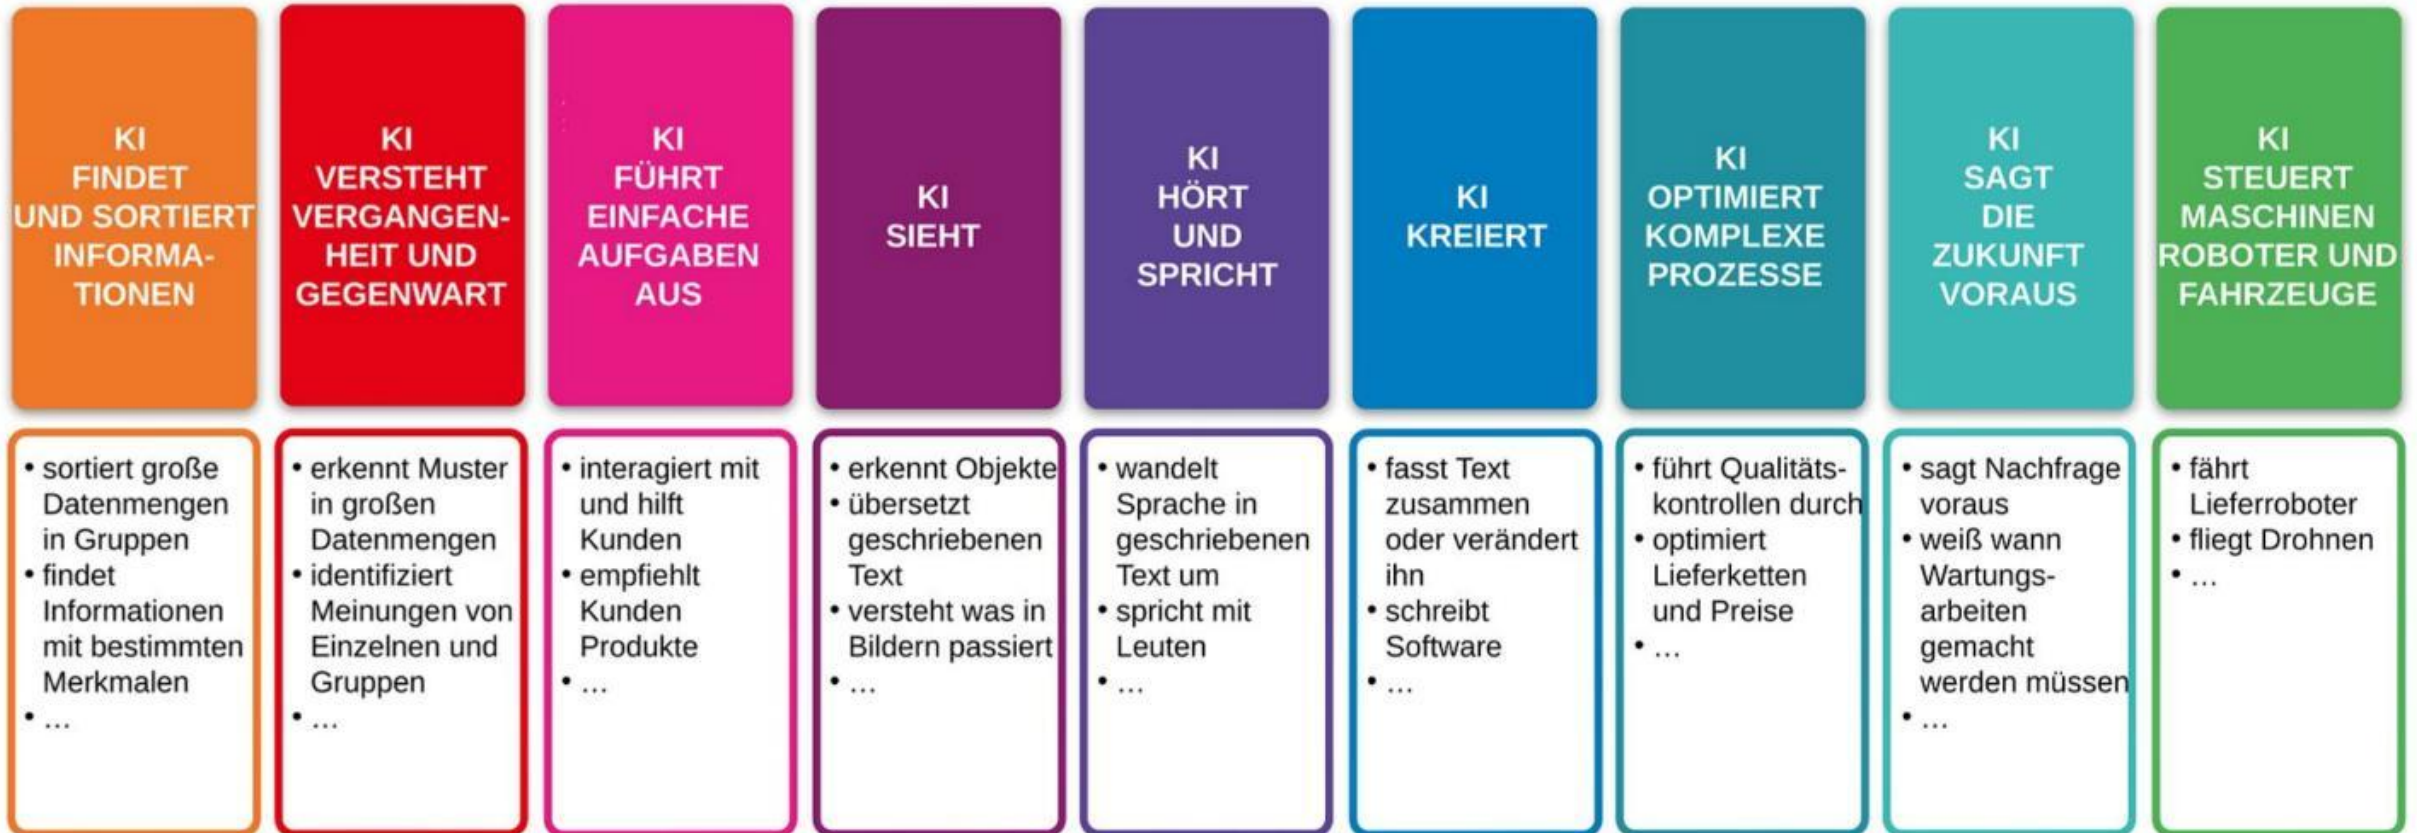 KI
FINDET
UND SORTIERT
INFORMA-
TIONEN
KI
VERSTEHT
VERGANGEN-
HEIT UND
GEGENWART
KI
FÜHRT
EINFACHE
AUFGABEN
AUS
KI
SIEHT
KI
HÖRT
UND
SPRICHT
KI
KREIERT
KI
OPTIMIERT
KOMPLEXE
PROZESSE
KI
SAGT
DIE
ZUKUNFT
VORAUS
KI
STEUERT
MASCHINEN
ROBOTER UND
FAHRZEUGE
• sortiert große
Datenmengen
in Gruppen
• findet
Informationen
mit bestimmten
Merkmalen
• ...
• erkennt Muster
in großen
Datenmengen
• identifiziert
Meinungen von
Einzelnen und
Gruppen
• ...
• interagiert mit
und hilft
Kunden
• empfiehlt
Kunden
Produkte
• ...
• erkennt Objekte
• übersetzt
geschriebenen
Text
• versteht was in
Bildern passiert
• ...
• wandelt
Sprache in
geschriebenen
Text um
• spricht mit
Leuten
• ...
• fasst Text
zusammen
oder verändert
ihn
• schreibt
Software
• ...
• führt Qualitäts-
kontrollen durch
• optimiert
Lieferketten
und Preise
• ...
• sagt Nachfrage
voraus
• weiß wann
Wartungs-
arbeiten
gemacht
werden müssen
• ...
• fährt
Lieferroboter
• fliegt Drohnen
• ...